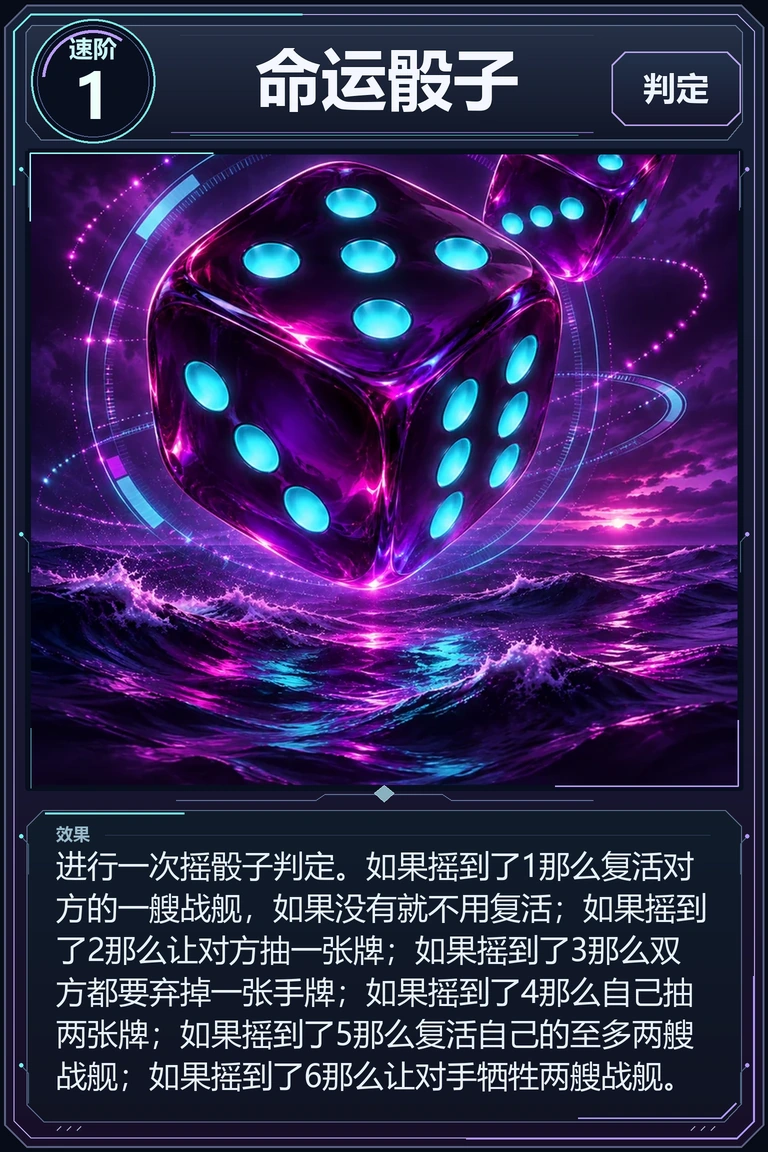 速阶
1
命运骰子
判定
效果
进行一次摇骰子判定。如果摇到了1那么复活对
方的一艘战舰，如果没有就不用复活；如果摇到
了2那么让对方抽一张牌；如果摇到了3那么双
方都要弃掉一张手牌；如果摇到了4那么自己抽
两张牌；如果摇到了5那么复活自己的至多两艘
战舰；如果摇到了6那么让对手牺牲两艘战舰。